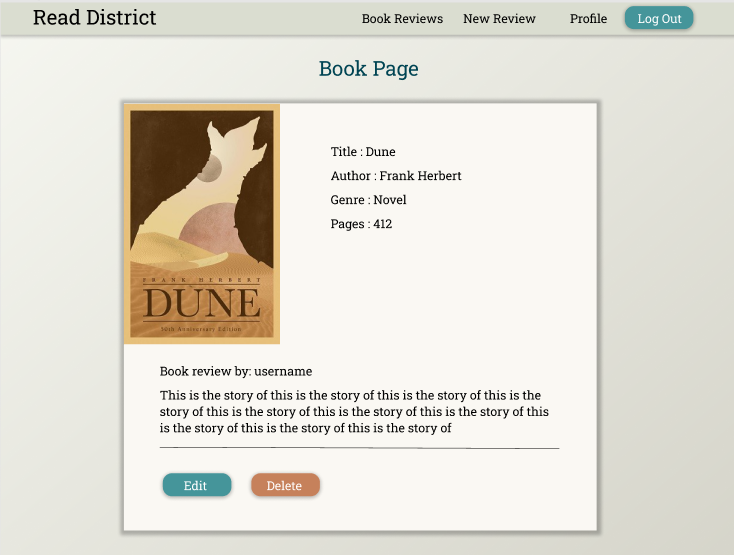 Read District
Book Reviews New Review Profile Log Out
Book Page
Title : Dune
Author : Frank Herbert
Genre : Novel
Pages : 412
FRANK HERBERT
DUNE
50th Anniversary Edition
Book review by: username
This is the story of this is the story of this is the story of this is the
story of this is the story of this is the story of this is the story of this
is the story of this is the story of this is the story of
Edit Delete